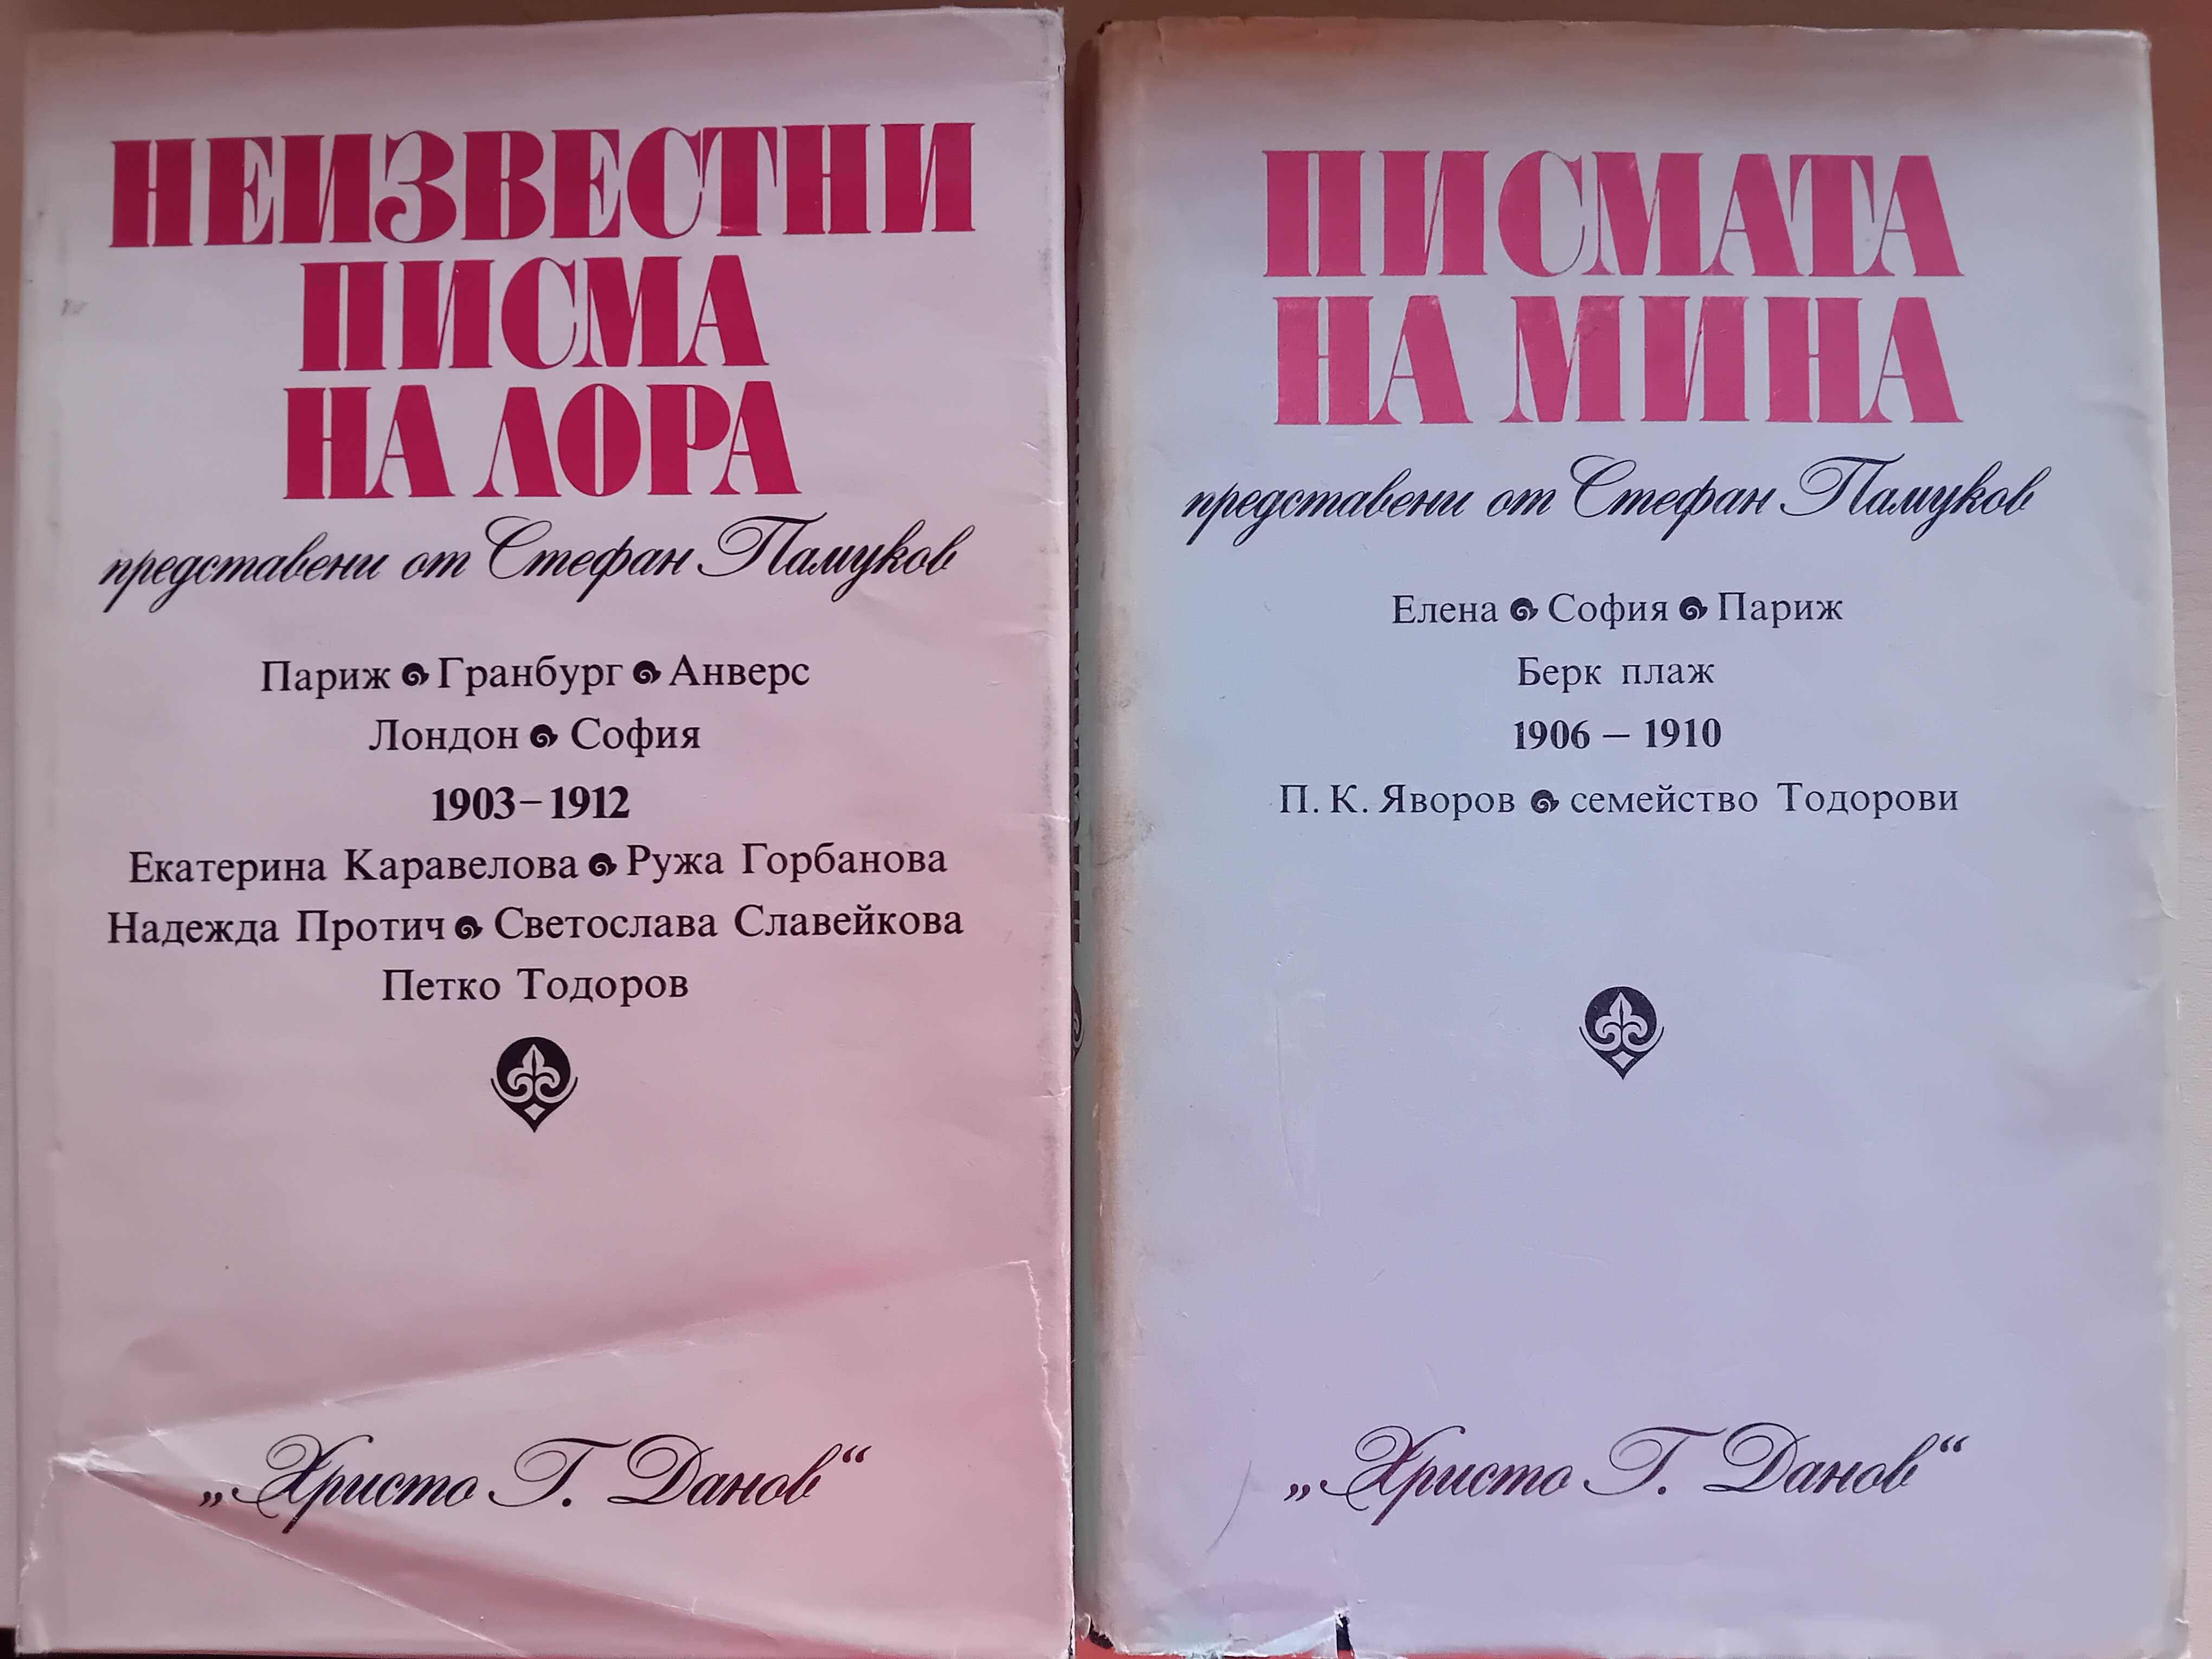 НЕИЗВЕСТНИ
ПИСМА
НА ЛОРА
представени от Стефан Памуков
Париж Гранбург Анверс
Лондон София
1903–1912
Екатерина Каравелова Ружа Горбанова
Надежда Протич Светослава Славейкова
Петко Тодоров
„Христо Г. Данов“
ПИСМАТА
НА МИНА
представени от Стефан Памуков
Елена София Париж
Берк плаж
1906 — 1910
П. К. Яворов семейство Тодорови
„Христо Г. Данов“